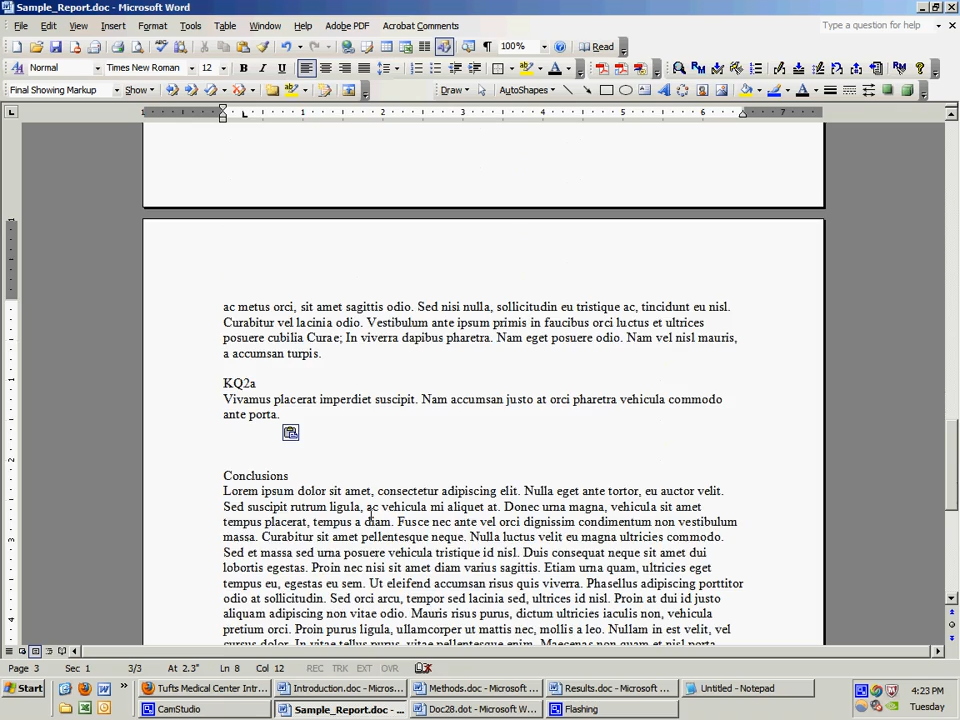 Sample_Report.doc - Microsoft Word
File Edit View Insert Format Tools Table Window Help Adobe PDF Acrobat Comments
Type a question for help
100% Read
Normal Times New Roman 12 B I U
Final Showing Markup Show Draw AutoShapes
1 1 2 3 4 5 6 7
ac metus orci, sit amet sagittis odio. Sed nisi nulla, sollicitudin eu tristique ac, tincidunt eu nisl.
Curabitur vel lacinia odio. Vestibulum ante ipsum primis in faucibus orci luctus et ultrices
posuere cubilia Curae; In viverra dapibus pharetra. Nam eget posuere odio. Nam vel nisl mauris,
a accumsan turpis.
KQ2a
Vivamus placerat imperdiet suscipit. Nam accumsan justo at orci pharetra vehicula commodo
ante porta.
Conclusions
Lorem ipsum dolor sit amet, consectetur adipiscing elit. Nulla eget ante tortor, eu auctor velit.
Sed suscipit rutrum ligula, ac vehicula mi aliquet at. Donec urna magna, vehicula sit amet
tempus placerat, tempus a diam. Fusce nec ante vel orci dignissim condimentum non vestibulum
massa. Curabitur sit amet pellentesque neque. Nulla luctus velit eu magna ultricies commodo.
Sed et massa sed urna posuere vehicula tristique id nisl. Duis consequat neque sit amet dui
lobortis egestas. Proin nec nisi sit amet diam varius sagittis. Etiam urna quam, ultricies eget
tempus eu, egestas eu sem. Ut eleifend accumsan risus quis viverra. Phasellus adipiscing porttitor
odio at sollicitudin. Sed orci arcu, tempor sed lacinia sed, ultrices id nisl. Proin at dui id justo
aliquam adipiscing non vitae odio. Mauris risus purus, dictum ultricies iaculis non, vehicula
pretium orci. Proin purus ligula, ullamcorper ut mattis nec, mollis a leo. Nullam in est velit, vel
cursus dolor. In vitae tellus purus, vitae pellentesque enim. Maecenas non quam et nisl porta
Page 3 Sec 1 3/3 At 2.3" Ln 8 Col 12 REC TRK EXT OVR
Start Tufts Medical Center Intr... Introduction.doc - Micros... Methods.doc - Microsoft ... Results.doc - Microsoft ... Untitled - Notepad 4:23 PM
CamStudio Sample_Report.doc - ... Doc28.dot - Microsoft W... Flashing Tuesday